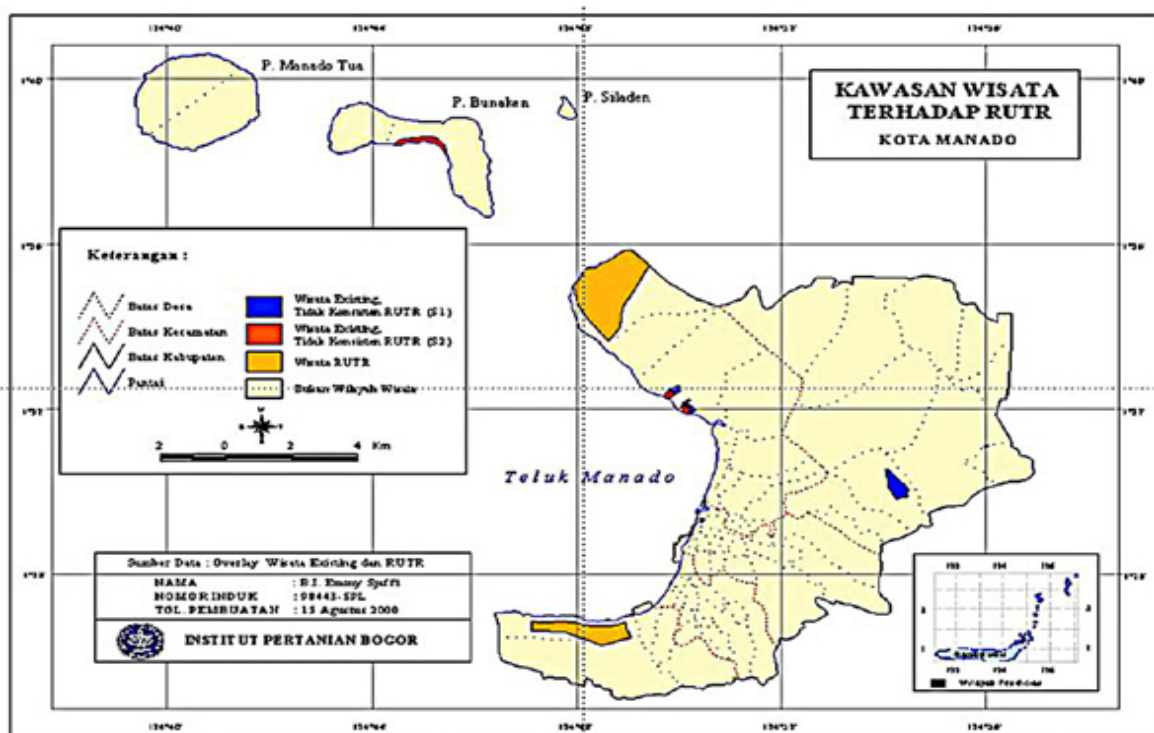 P. Manado Tua
P. Bunaken
P. Siladen
KAWASAN WISATA
TERHADAP RUTR
KOTA MANADO
Keterangan :
Batas Desa
Batas Kecamatan
Batas Kabupaten
Pantai
Wisata Existing,
Tidak Konsisten RUTR (S1)
Wisata Existing,
Tidak Konsisten RUTR (S2)
Wisata RUTR
Bukan Wilayah Wisata
2 0 2 4 Km
Teluk Manado
Sumber Data : Overlay Wisata Existing dan RUTR
NAMA :
NOMOR INDUK : 98443-SPL
TGL. PEMBUATAN : 15 Agustus 2000
INSTITUT PERTANIAN BOGOR